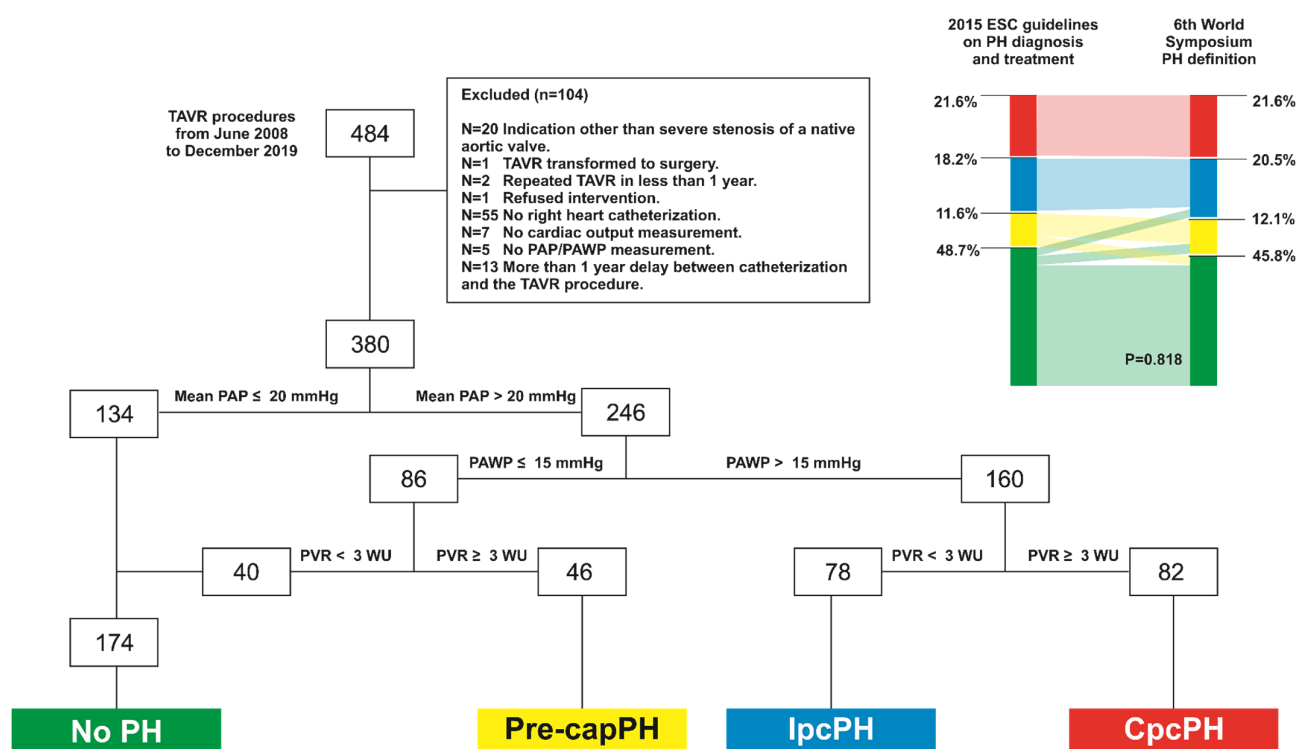 TAVR procedures
from June 2008
to December 2019
484
Excluded (n=104)
N=20 Indication other than severe stenosis of a native
aortic valve.
N=1 TAVR transformed to surgery.
N=2 Repeated TAVR in less than 1 year.
N=1 Refused intervention.
N=55 No right heart catheterization.
N=7 No cardiac output measurement.
N=5 No PAP/PAWP measurement.
N=13 More than 1 year delay between catheterization
and the TAVR procedure.
2015 ESC guidelines
on PH diagnosis
and treatment
6th World
Symposium
PH definition
21.6%
18.2%
11.6%
48.7%
21.6%
20.5%
12.1%
45.8%
P=0.818
380
Mean PAP ≤ 20 mmHg
Mean PAP > 20 mmHg
134
246
PAWP ≤ 15 mmHg
PAWP > 15 mmHg
86
160
PVR < 3 WU
PVR ≥ 3 WU
PVR < 3 WU
PVR ≥ 3 WU
40
46
78
82
174
No PH
Pre-capPH
IpcPH
CpcPH